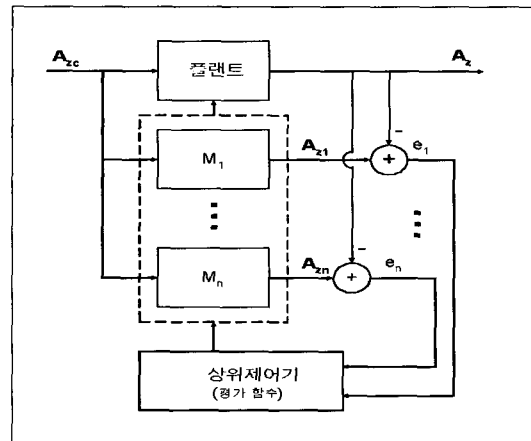 A_zc
플랜트
A_z
M_1
A_z1
−
+
e_1
M_n
A_zn
−
+
e_n
상위제어기
(평가 함수)